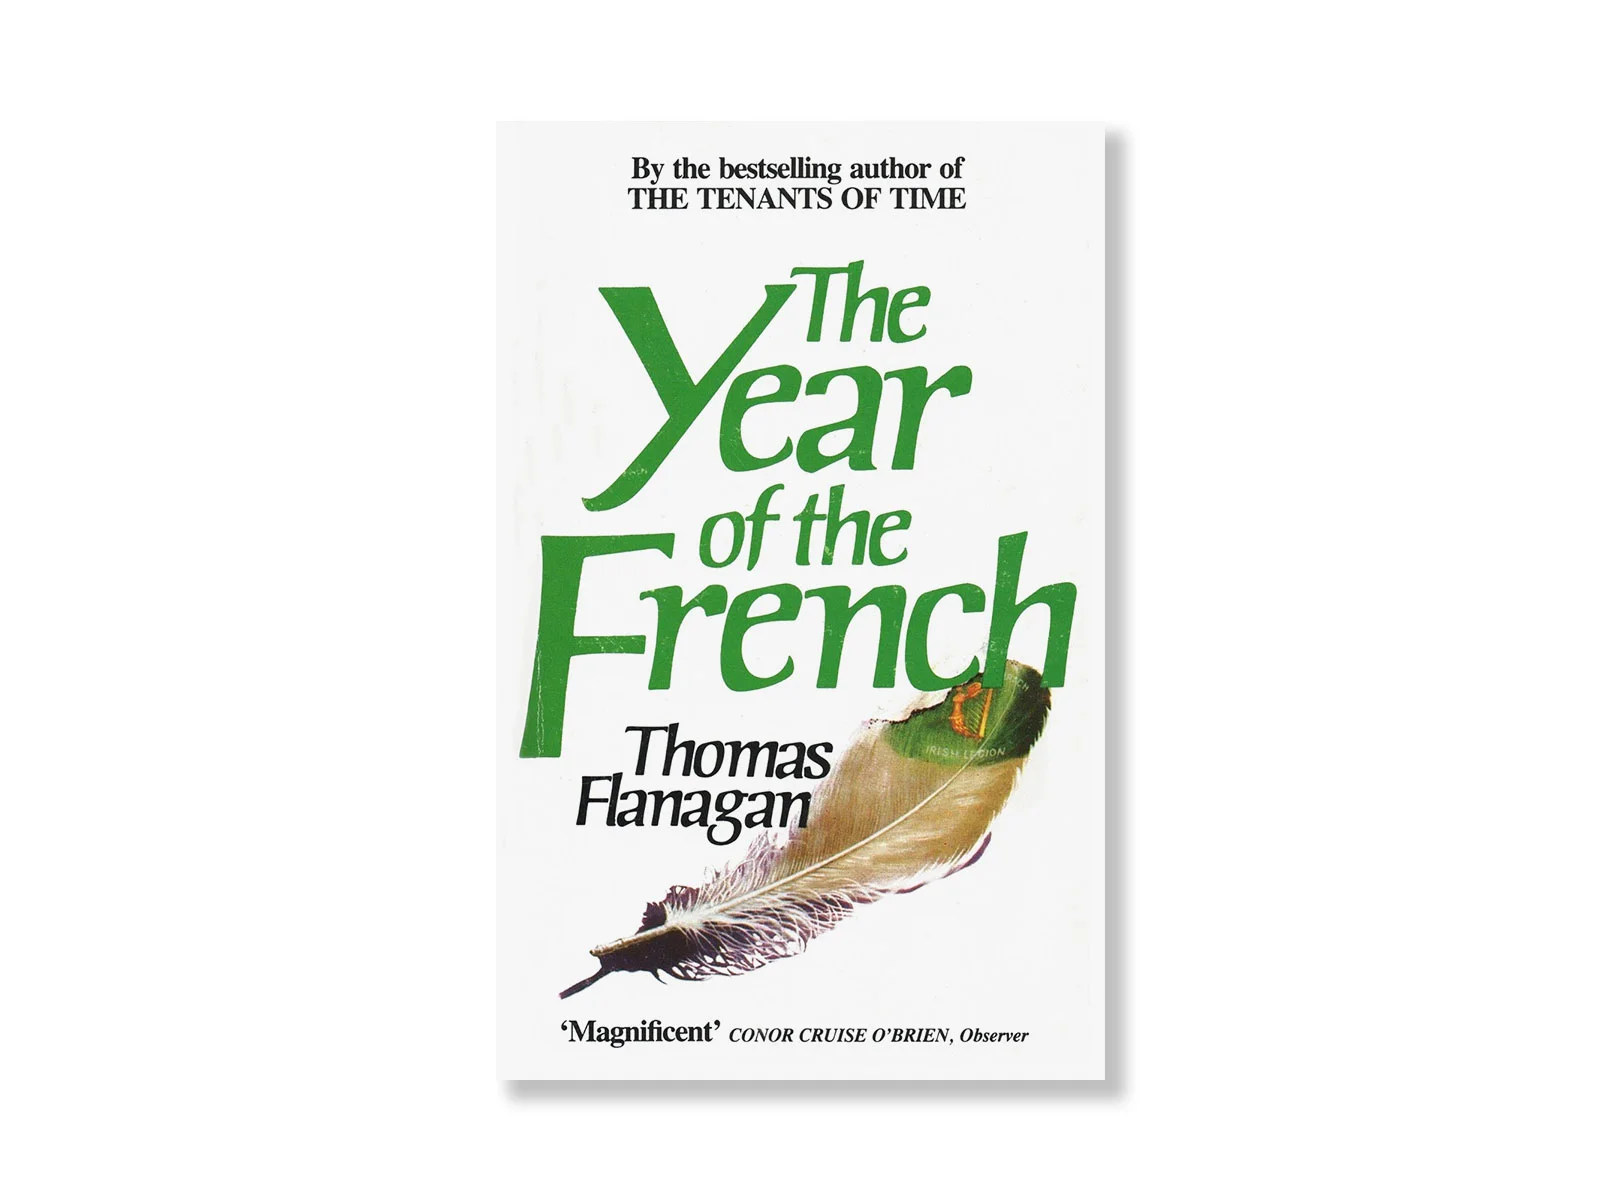 By the bestselling author of
THE TENANTS OF TIME
The
Year
of the
French
Thomas
Flanagan
IRISH LEGION
‘Magnificent’ CONOR CRUISE O’BRIEN, Observer